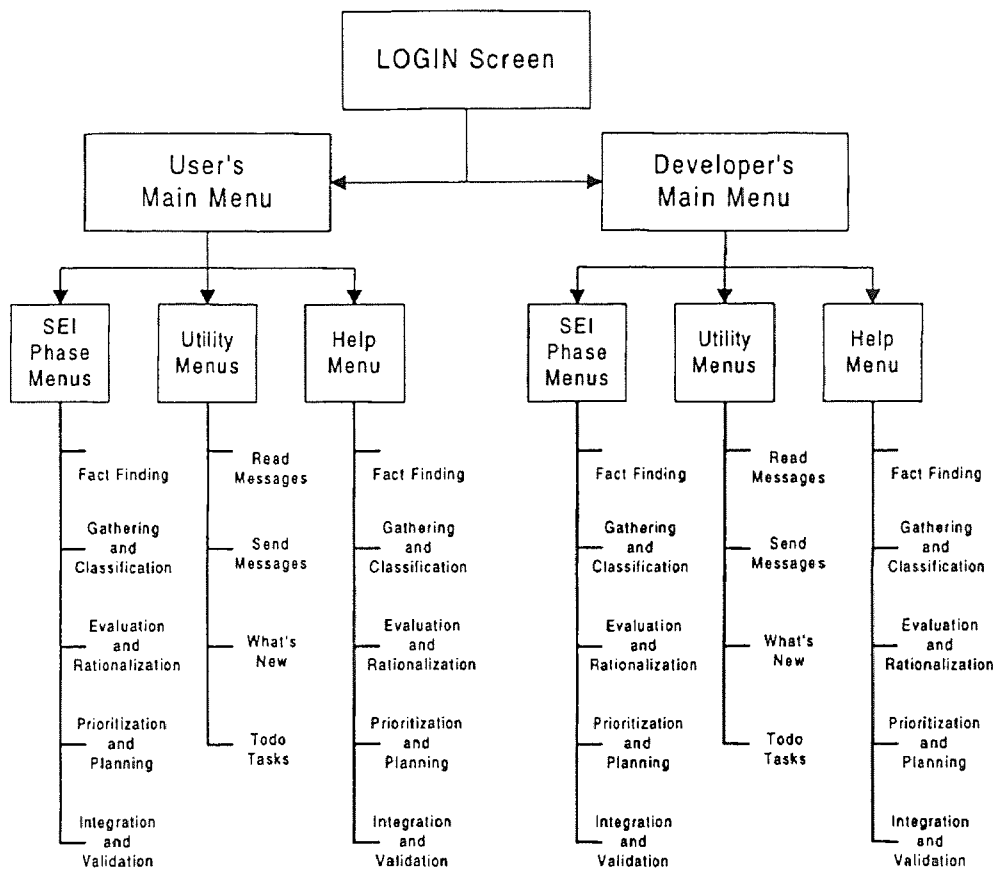 LOGIN Screen
User's
Main Menu
Developer's
Main Menu
SEI
Phase
Menus
Utility
Menus
Help
Menu
SEI
Phase
Menus
Utility
Menus
Help
Menu
Fact Finding
Gathering
and
Classification
Evaluation
and
Rationalization
Prioritization
and
Planning
Integration
and
Validation
Read
Messages
Send
Messages
What's
New
Todo
Tasks
Fact Finding
Gathering
and
Classification
Evaluation
and
Rationalization
Prioritization
and
Planning
Integration
and
Validation
Fact Finding
Gathering
and
Classification
Evaluation
and
Rationalization
Prioritization
and
Planning
Integration
and
Validation
Read
Messages
Send
Messages
What's
New
Todo
Tasks
Fact Finding
Gathering
and
Classification
Evaluation
and
Rationalization
Prioritization
and
Planning
Integration
and
Validation